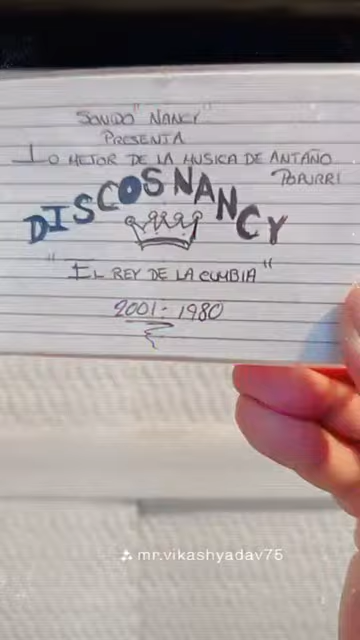 SONIDO "NANCY"
PRESENTA
LO MEJOR DE LA MUSICA DE ANTAÑO
POPURRI
DISCOS NANCY
"EL REY DE LA CUMBIA"
2001-1980
mr.vikashyadav75